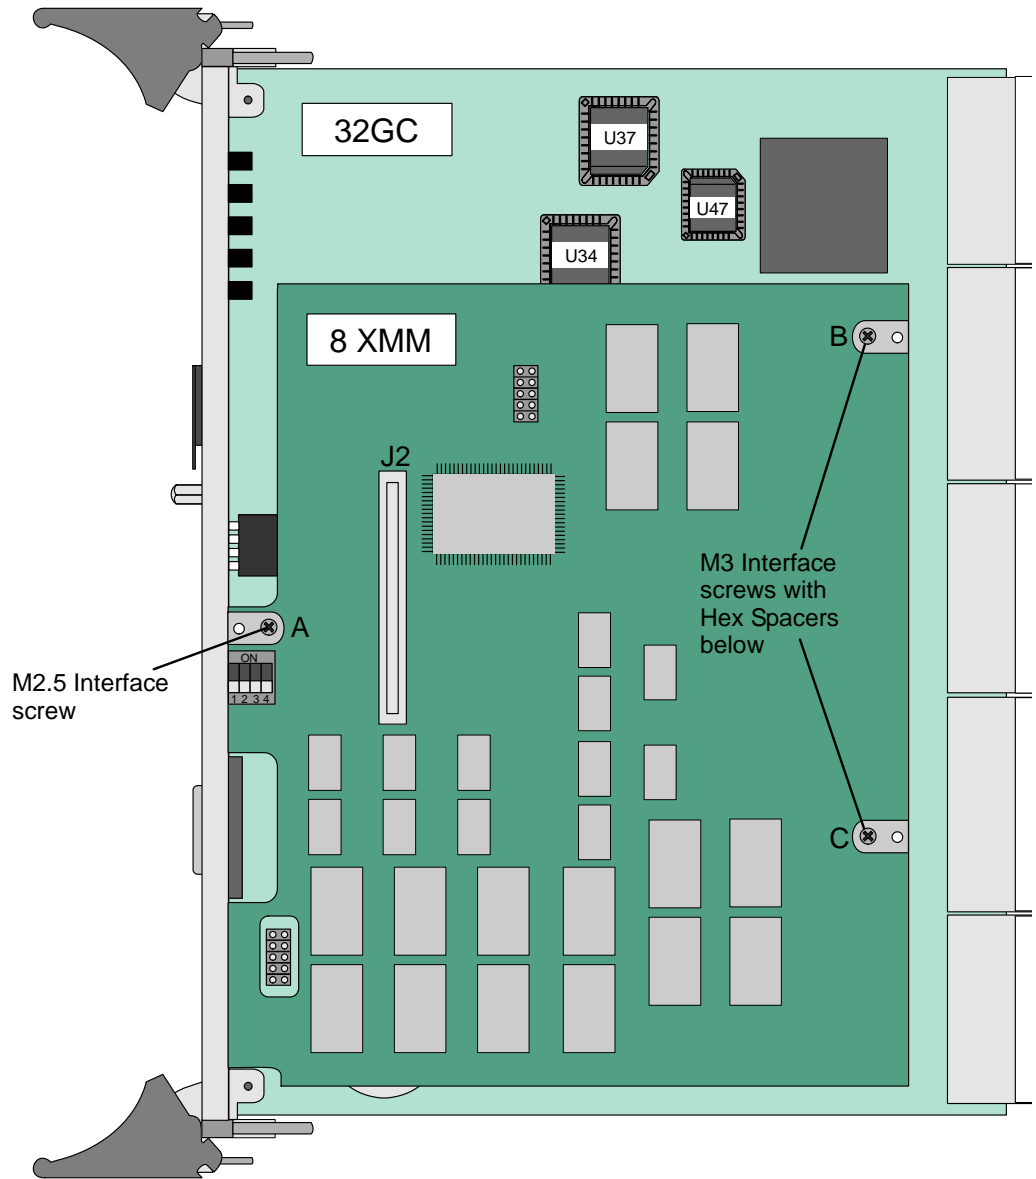 32GC
U37
U47
U34
8 XMM
B
J2
M3 Interface
screws with
Hex Spacers
below
A
ON
1 2 3 4
M2.5 Interface
screw
C